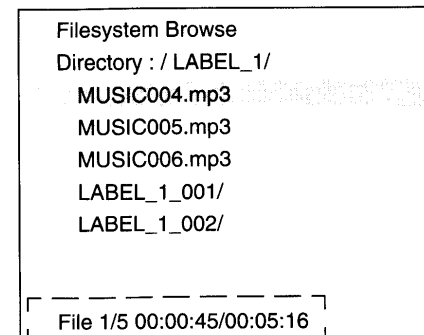 Filesystem Browse
Directory : / LABEL_1/
MUSIC004.mp3
MUSIC005.mp3
MUSIC006.mp3
LABEL_1_001/
LABEL_1_002/
File 1/5 00:00:45/00:05:16